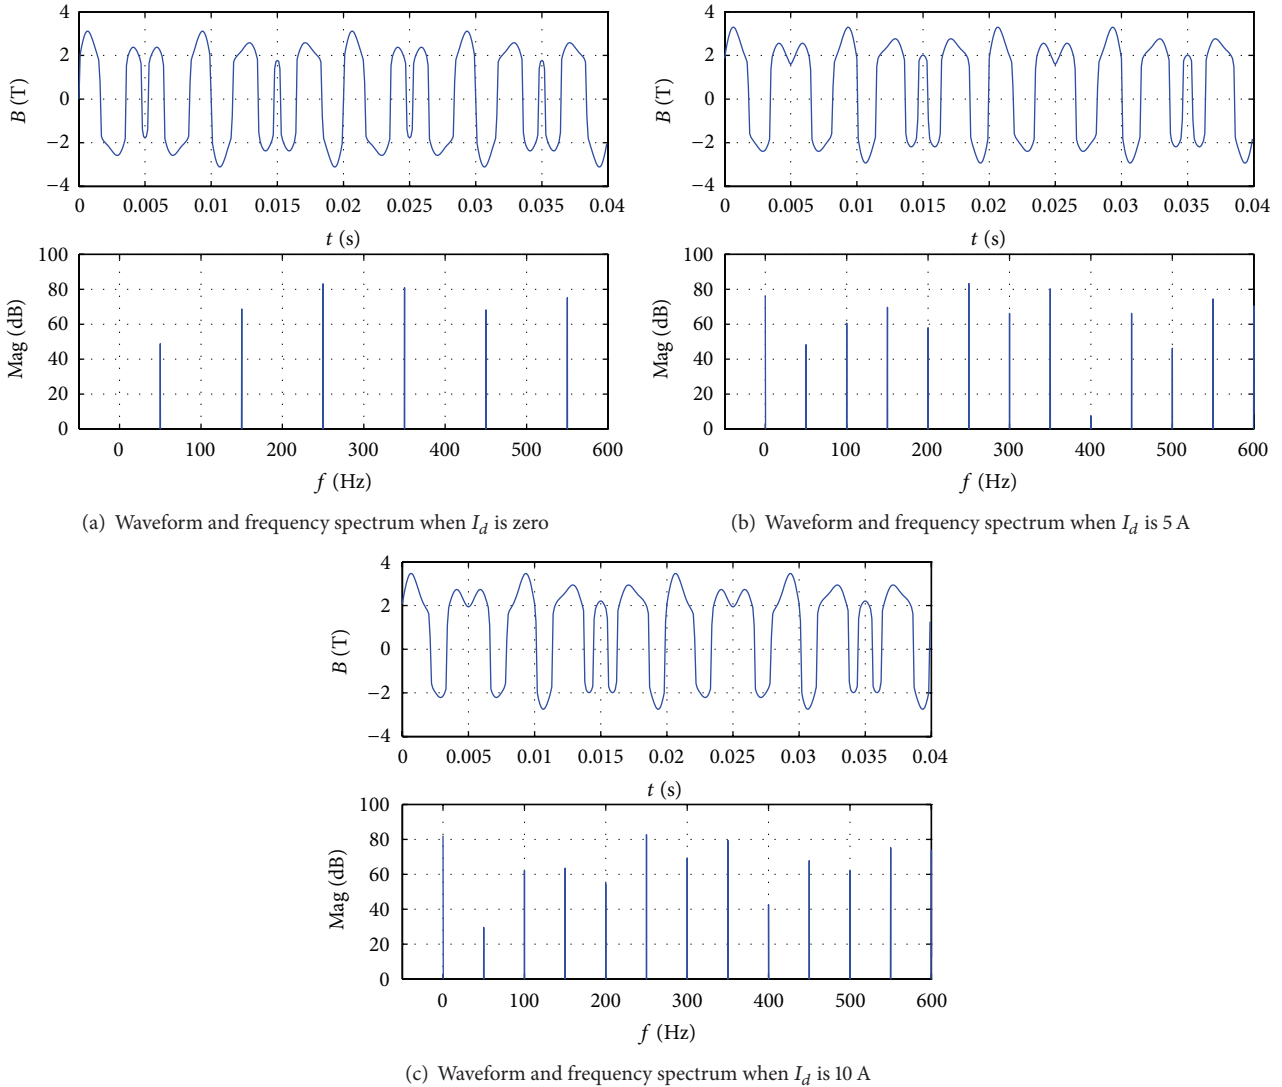 4
2
0
−2
−4
B (T)
0 0.005 0.01 0.015 0.02 0.025 0.03 0.035 0.04
t (s)
100
80
60
40
20
0
Mag (dB)
0 100 200 300 400 500 600
f (Hz)
(a) Waveform and frequency spectrum when I_d is zero
4
2
0
−2
−4
B (T)
0 0.005 0.01 0.015 0.02 0.025 0.03 0.035 0.04
t (s)
100
80
60
40
20
0
Mag (dB)
0 100 200 300 400 500 600
f (Hz)
(b) Waveform and frequency spectrum when I_d is 5 A
4
2
0
−2
−4
B (T)
0 0.005 0.01 0.015 0.02 0.025 0.03 0.035 0.04
t (s)
100
80
60
40
20
0
Mag (dB)
0 100 200 300 400 500 600
f (Hz)
(c) Waveform and frequency spectrum when I_d is 10 A